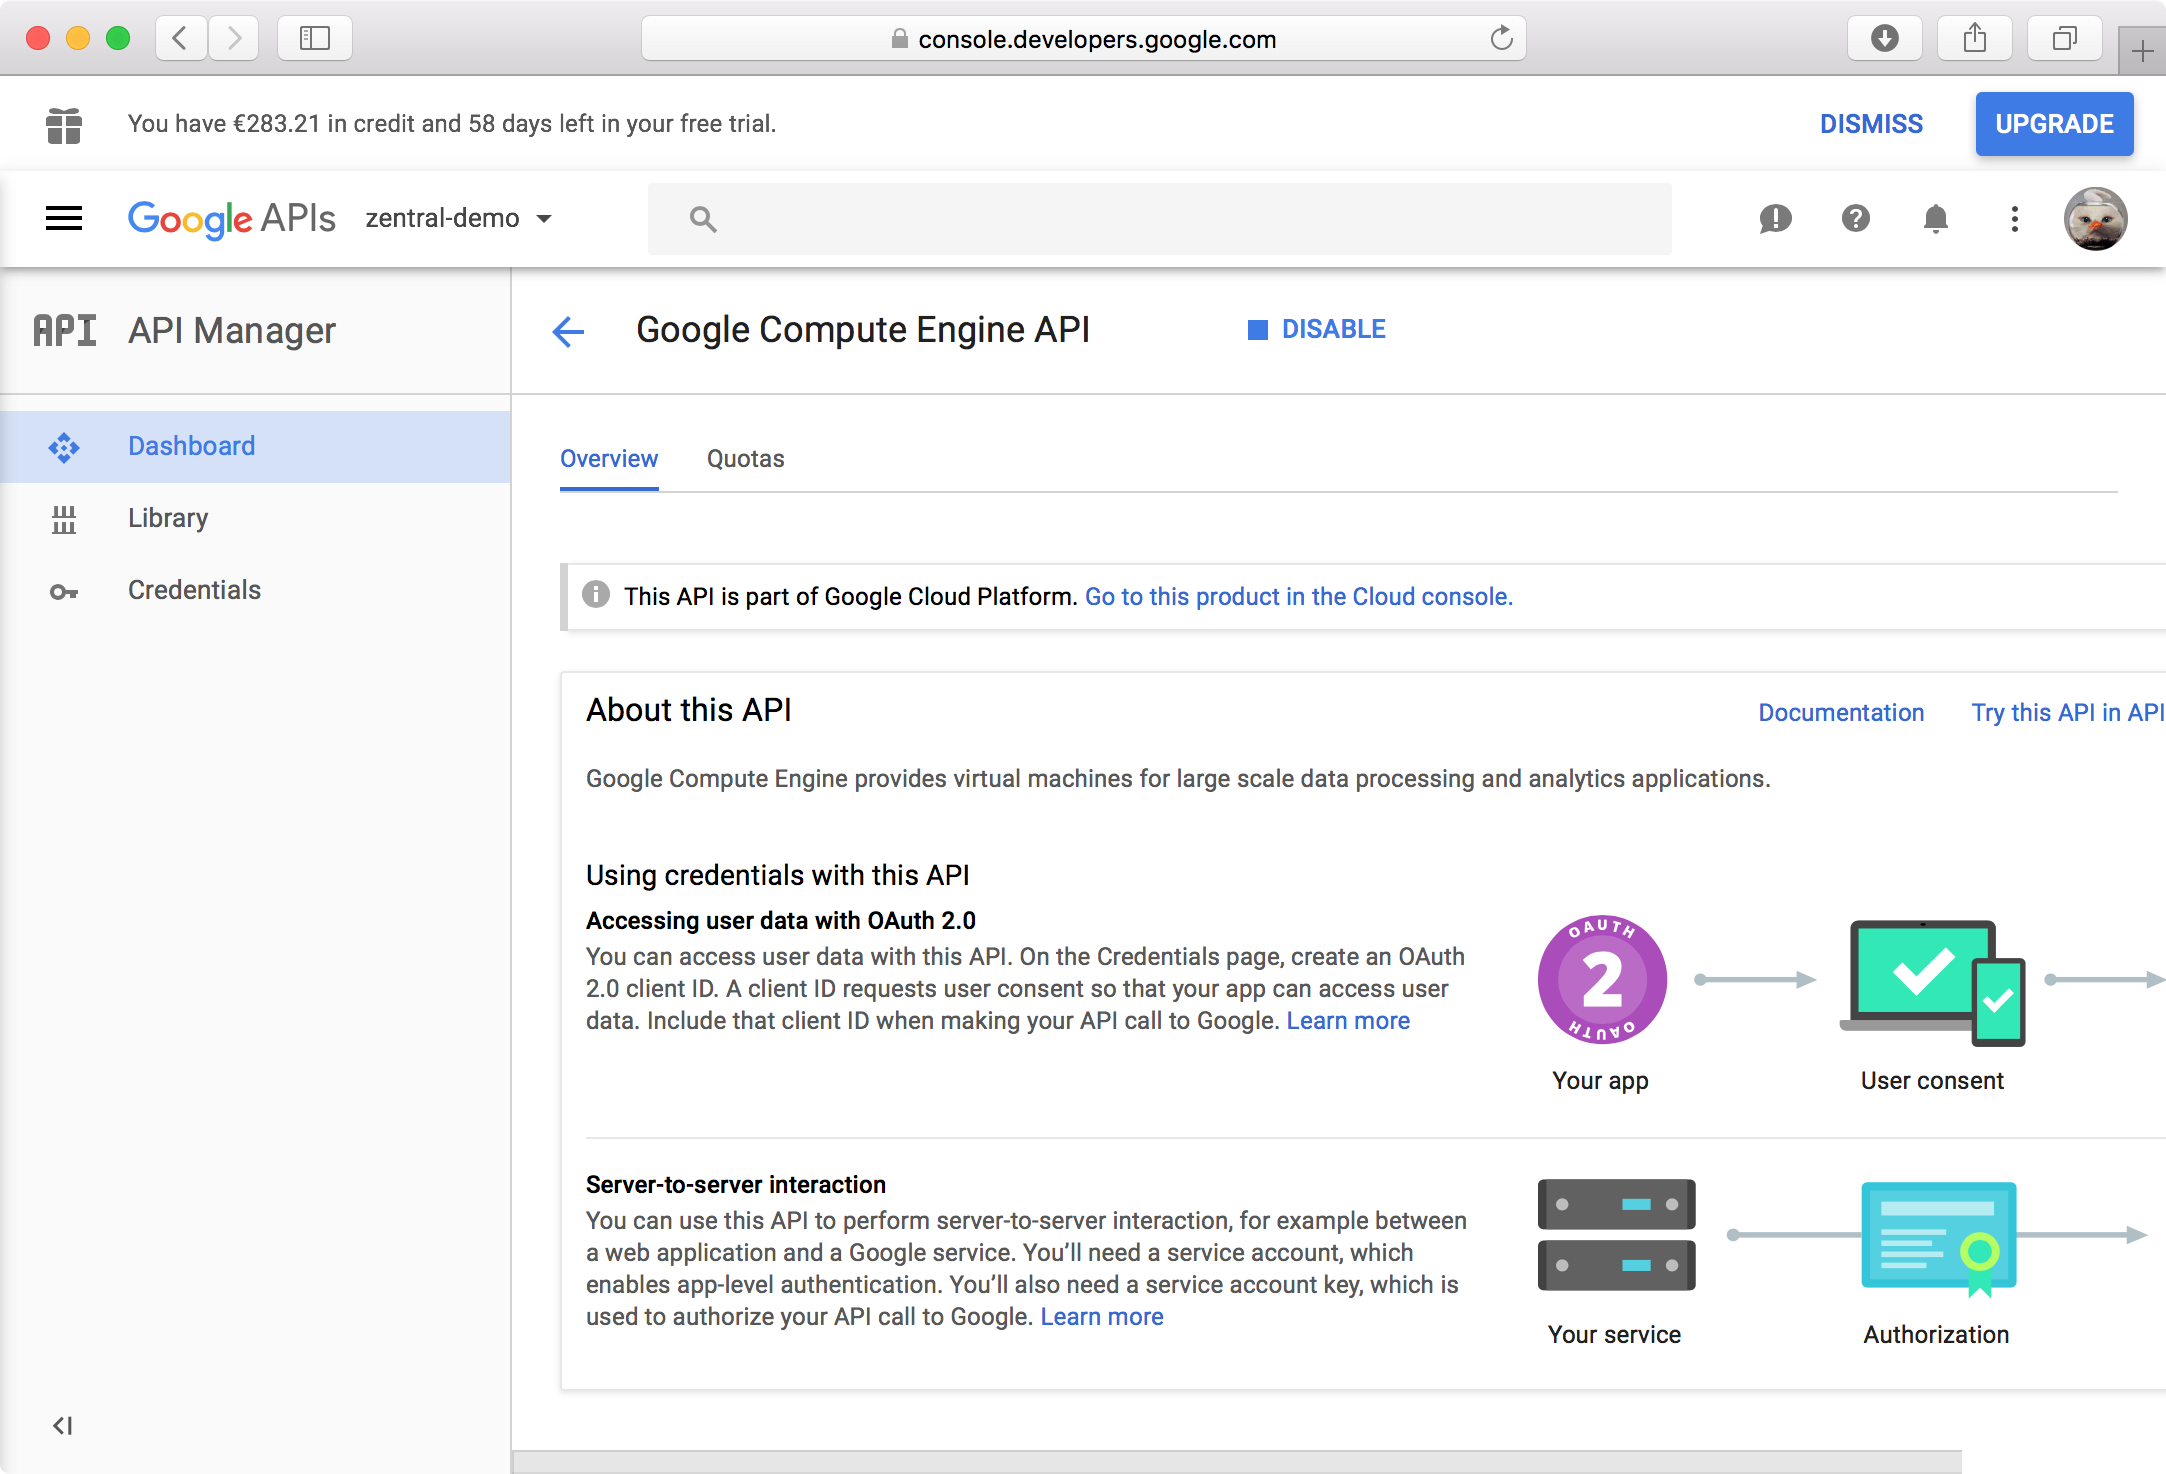 console.developers.google.com
You have €283.21 in credit and 58 days left in your free trial.
DISMISS
UPGRADE
Google APIs
zentral-demo
API
API Manager
Google Compute Engine API
DISABLE
Dashboard
Library
Credentials
Overview
Quotas
This API is part of Google Cloud Platform. Go to this product in the Cloud console.
About this API
Documentation
Try this API in API
Google Compute Engine provides virtual machines for large scale data processing and analytics applications.
Using credentials with this API
Accessing user data with OAuth 2.0
You can access user data with this API. On the Credentials page, create an OAuth
2.0 client ID. A client ID requests user consent so that your app can access user
data. Include that client ID when making your API call to Google. Learn more
OAUTH
2
OAUTH
Your app
User consent
Server-to-server interaction
You can use this API to perform server-to-server interaction, for example between
a web application and a Google service. You’ll need a service account, which
enables app-level authentication. You’ll also need a service account key, which is
used to authorize your API call to Google. Learn more
Your service
Authorization